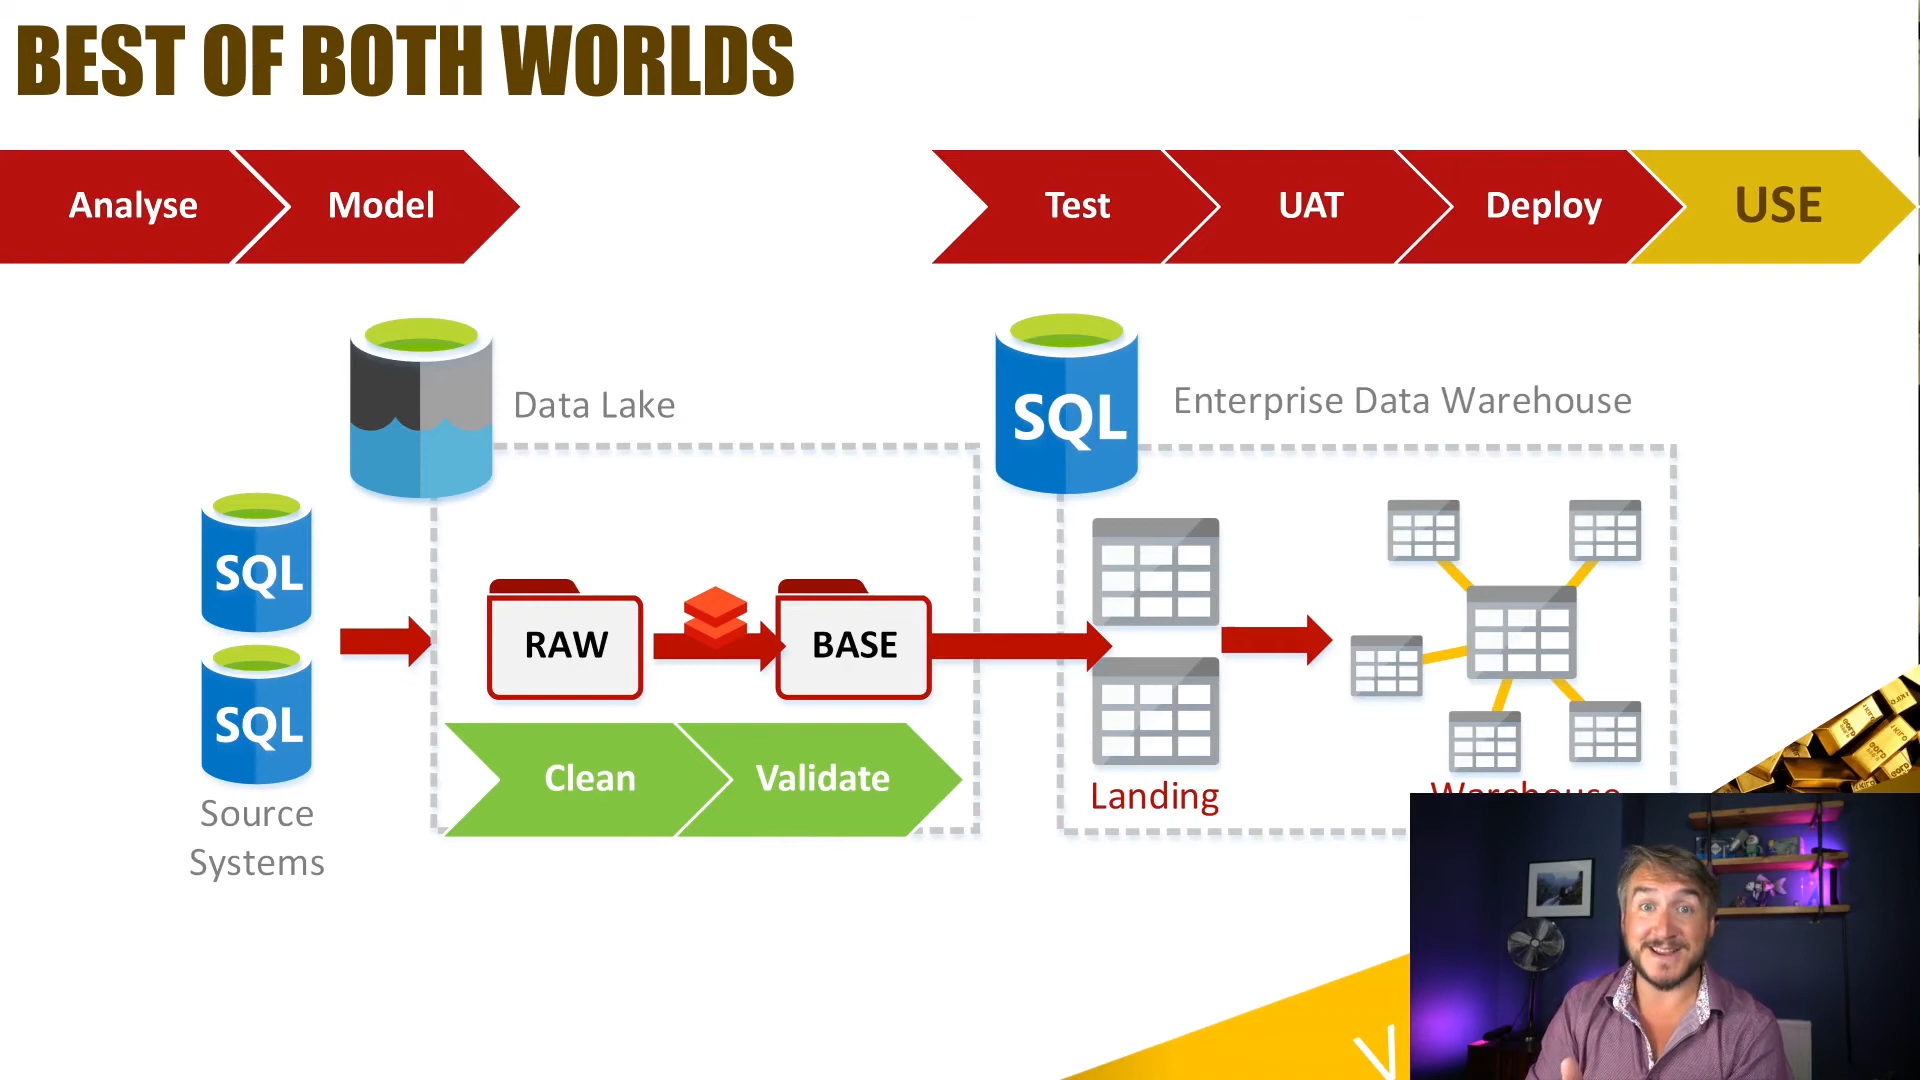 BEST OF BOTH WORLDS
Analyse
Model
Test
UAT
Deploy
USE
Data Lake
Enterprise Data Warehouse
SQL
SQL
SQL
RAW
BASE
Clean
Validate
Landing
Warehouse
Source
Systems